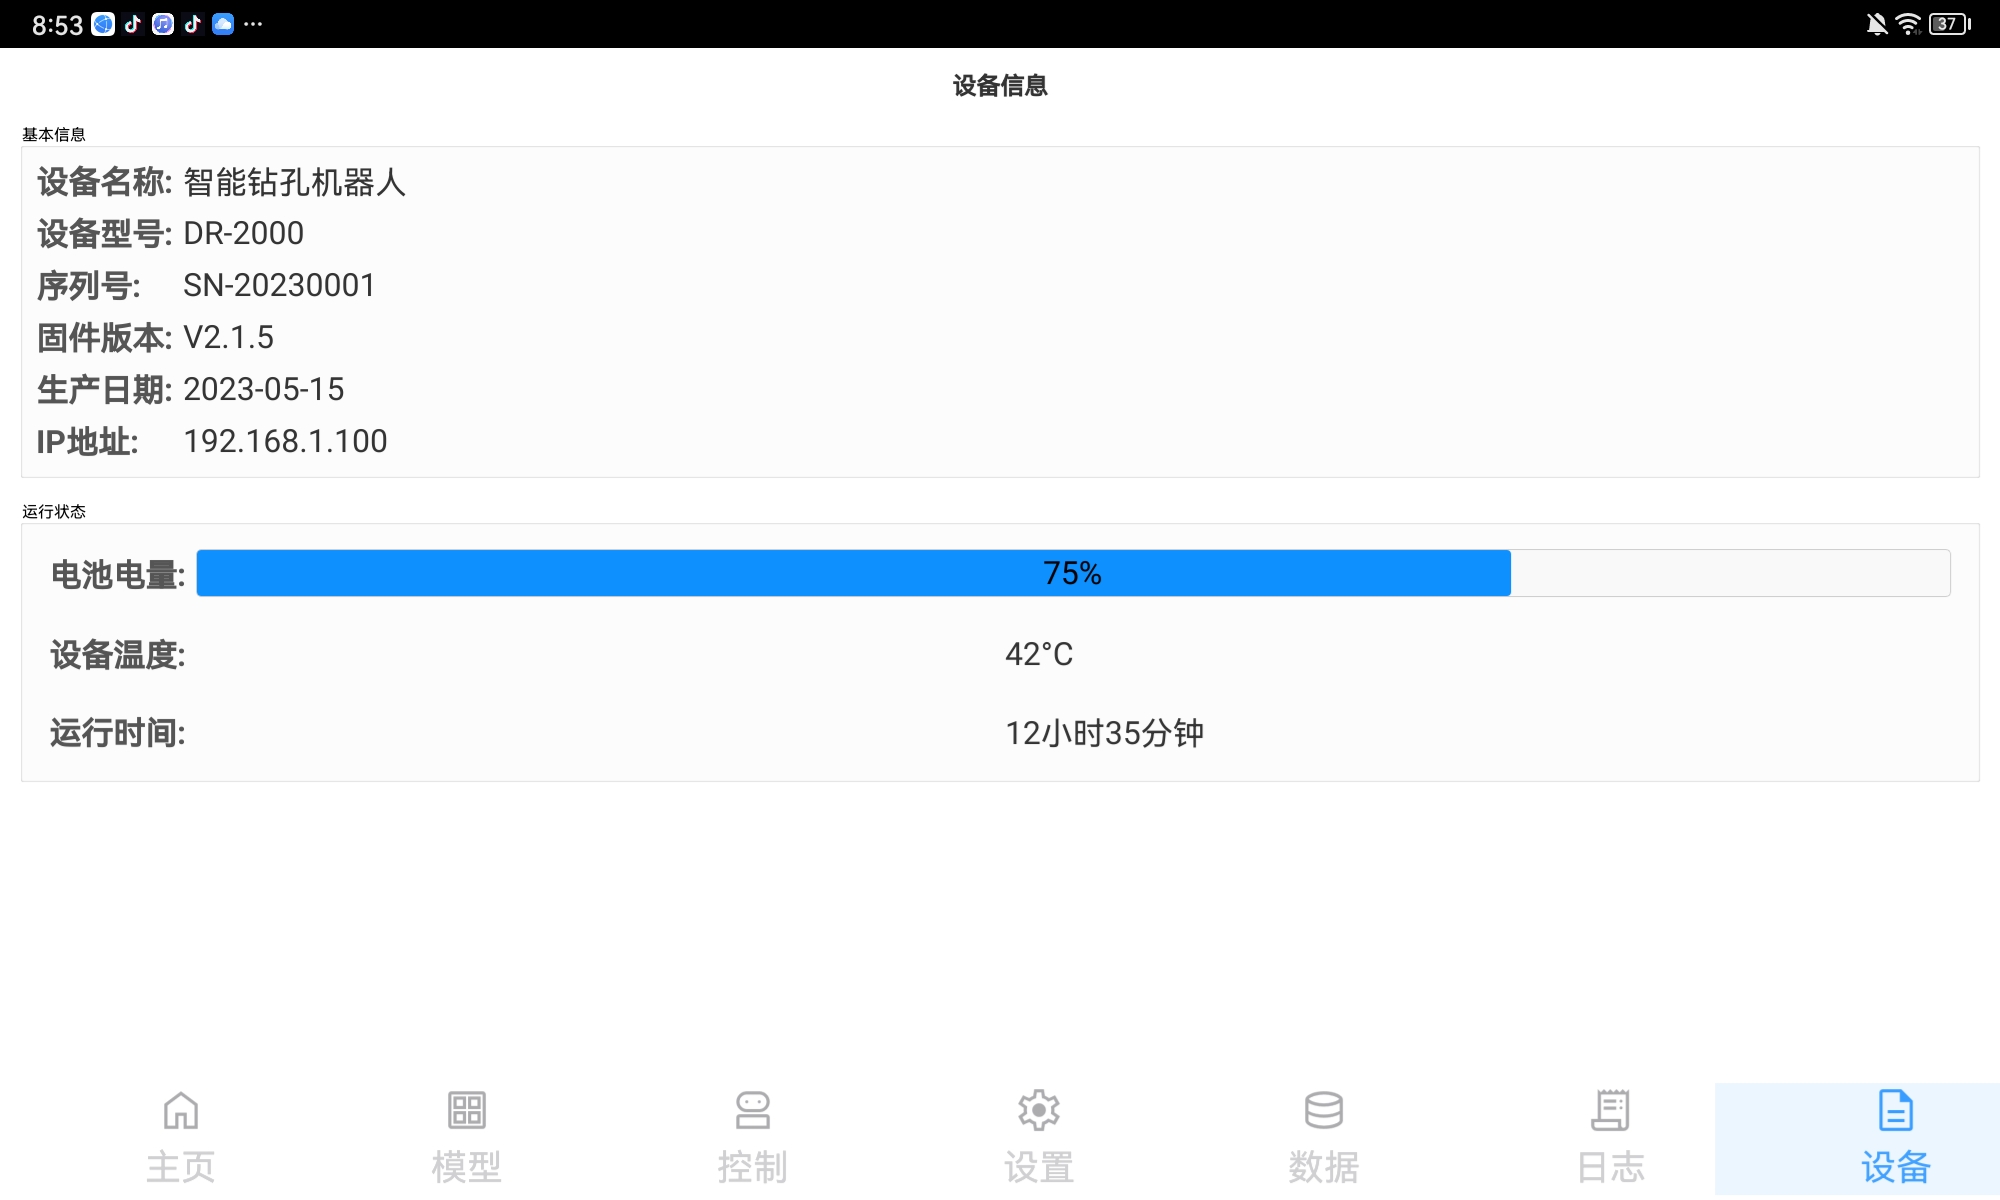 8:53
37
设备信息
基本信息
设备名称: 智能钻孔机器人
设备型号: DR-2000
序列号: SN-20230001
固件版本: V2.1.5
生产日期: 2023-05-15
IP地址: 192.168.1.100
运行状态
电池电量: 75%
设备温度: 42°C
运行时间: 12小时35分钟
主页 模型 控制 设置 数据 日志 设备